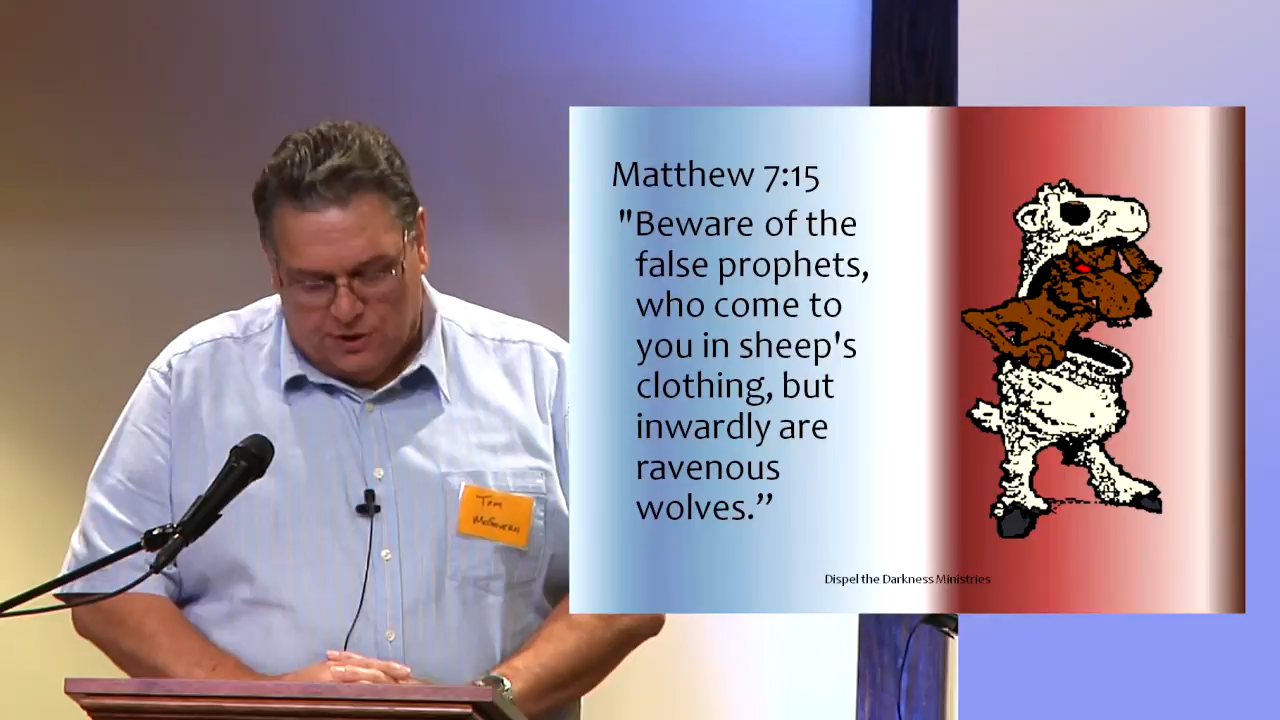 Tom
McGovern
Matthew 7:15
"Beware of the
false prophets,
who come to
you in sheep's
clothing, but
inwardly are
ravenous
wolves.”
Dispel the Darkness Ministries